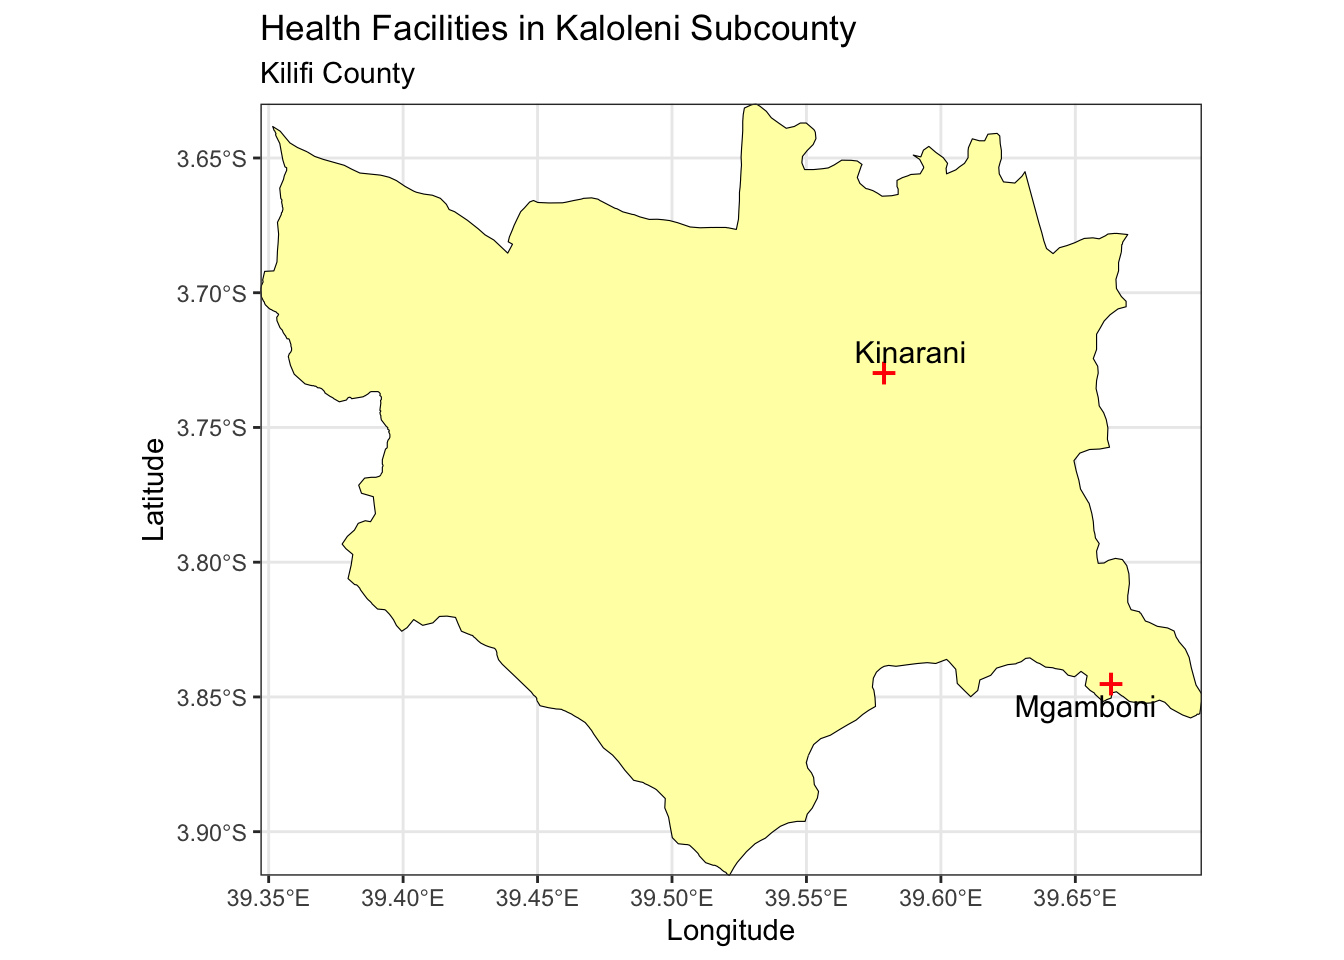 Health Facilities in Kaloleni Subcounty
Kilifi County
3.65°S
3.70°S
3.75°S
3.80°S
3.85°S
3.90°S
Latitude
Kinarani
Mgamboni
39.35°E 39.40°E 39.45°E 39.50°E 39.55°E 39.60°E 39.65°E
Longitude